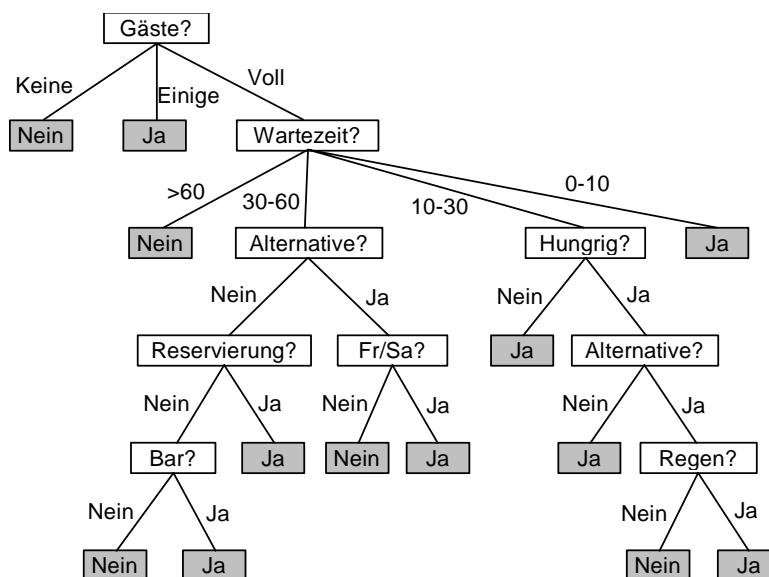 Gäste?
Keine
Einige
Voll
Nein
Ja
Wartezeit?
>60
30-60
10-30
0-10
Nein
Alternative?
Hungrig?
Ja
Nein
Ja
Nein
Ja
Reservierung?
Fr/Sa?
Ja
Alternative?
Nein
Ja
Nein
Ja
Nein
Ja
Bar?
Ja
Nein
Ja
Ja
Regen?
Nein
Ja
Nein
Ja
Nein
Ja
Nein
Ja